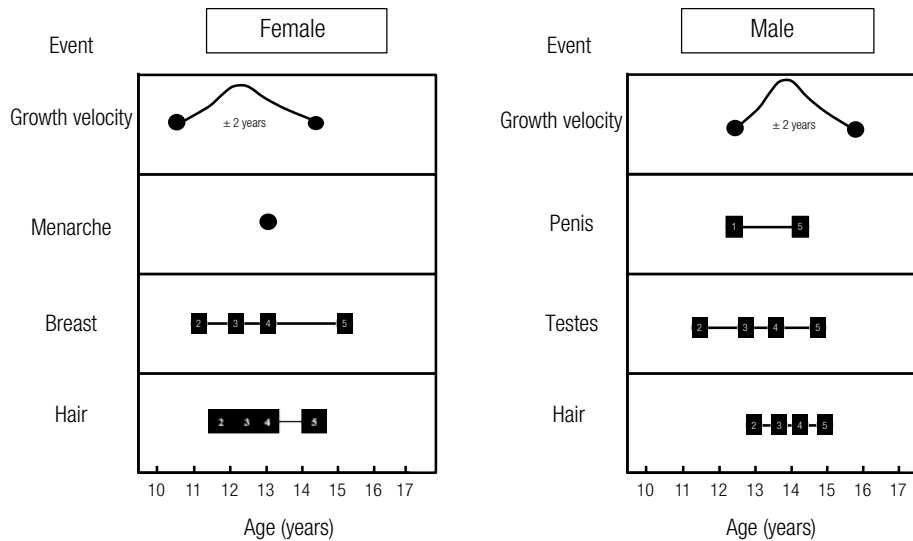 Female
Event
Growth velocity
± 2 years
Menarche
Breast
2 3 4 5
Hair
2 3 4 5
10 11 12 13 14 15 16 17
Age (years)
Male
Event
Growth velocity
± 2 years
Penis
1 5
Testes
2 3 4 5
Hair
2 3 4 5
10 11 12 13 14 15 16 17
Age (years)